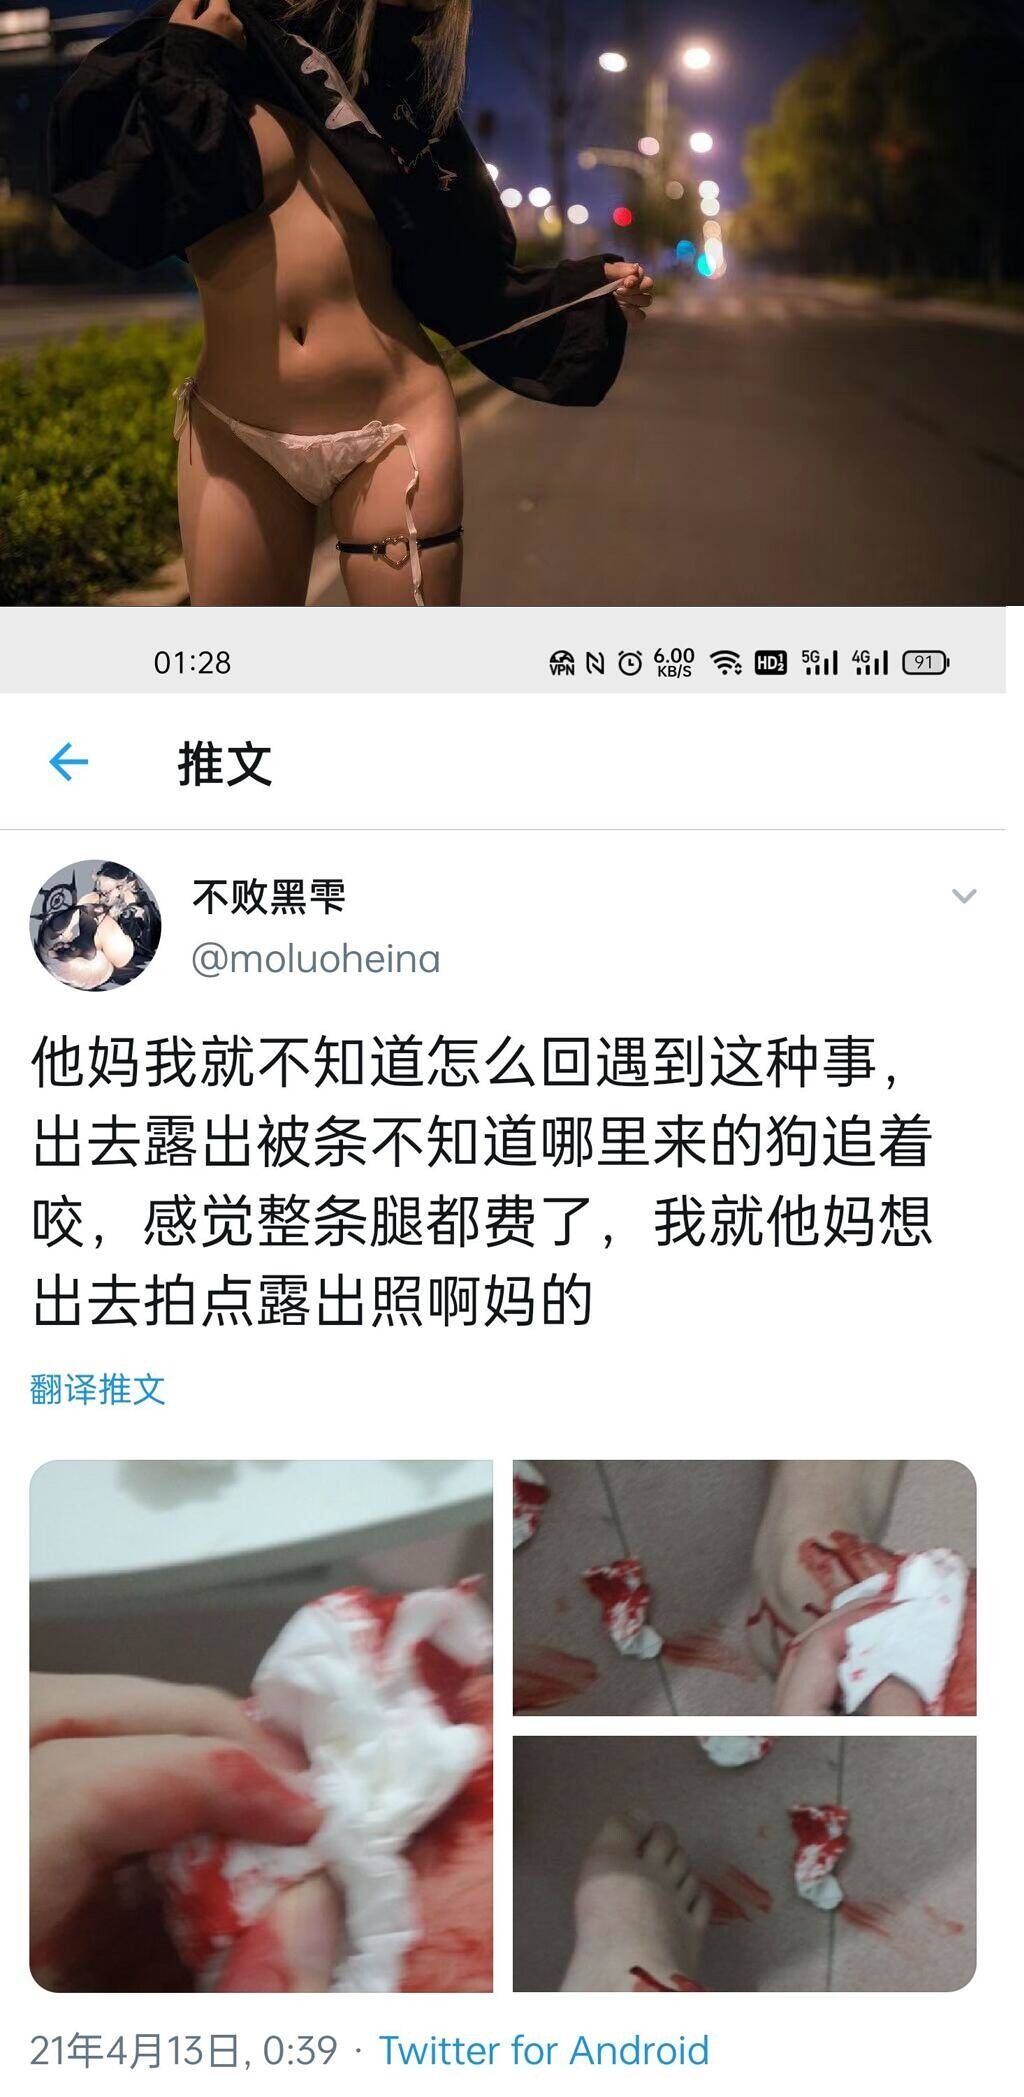 01:28 VPN 6.00 KB/S HD 1 2 5G 4G 91
推文
不败黑雫
@moluoheina
他妈我就不知道怎么回遇到这种事，
出去露出被条不知道哪里来的狗追着
咬，感觉整条腿都费了，我就他妈想
出去拍点露出照啊妈的
翻译推文
21年4月13日, 0:39 · Twitter for Android